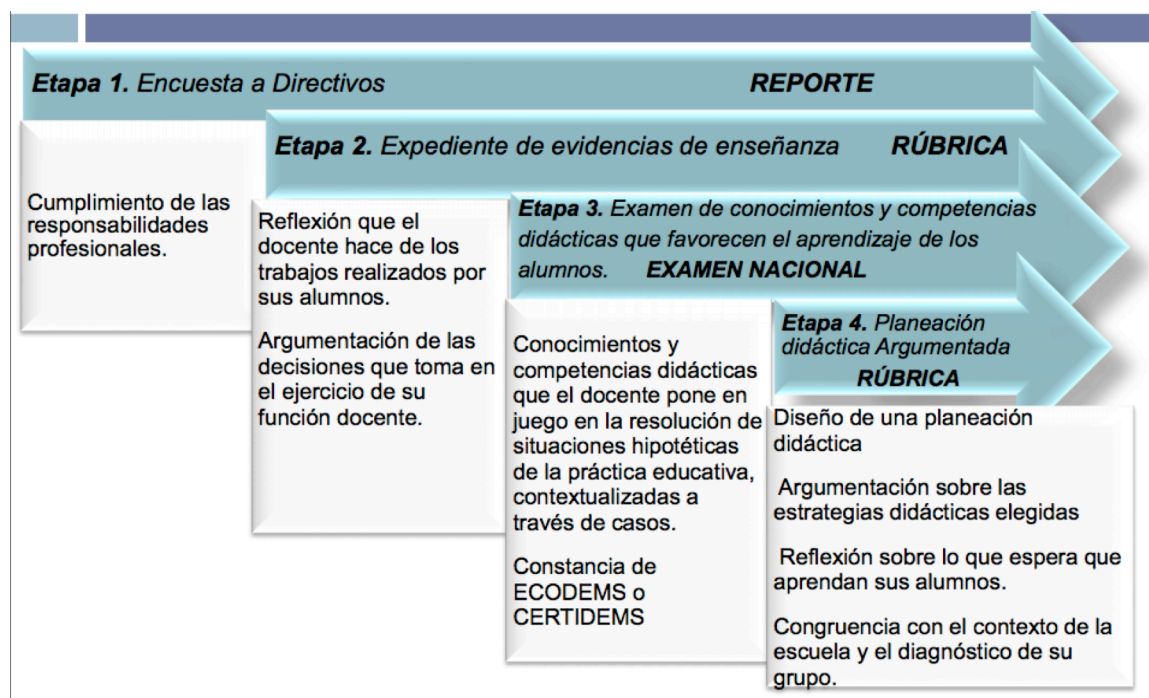 Etapa 1. Encuesta a Directivos REPORTE
Cumplimiento de las
responsabilidades
profesionales.
Etapa 2. Expediente de evidencias de enseñanza RÚBRICA
Reflexión que el
docente hace de los
trabajos realizados por
sus alumnos.
Argumentación de las
decisiones que toma en
el ejercicio de su
función docente.
Etapa 3. Examen de conocimientos y competencias
didácticas que favorecen el aprendizaje de los
alumnos. EXAMEN NACIONAL
Conocimientos y
competencias didácticas
que el docente pone en
juego en la resolución de
situaciones hipotéticas
de la práctica educativa,
contextualizadas a
través de casos.
Constancia de
ECODEMS o
CERTIDEMS
Etapa 4. Planeación
didáctica Argumentada
RÚBRICA
Diseño de una planeación
didáctica
Argumentación sobre las
estrategias didácticas elegidas
Reflexión sobre lo que espera que
aprendan sus alumnos.
Congruencia con el contexto de la
escuela y el diagnóstico de su
grupo.